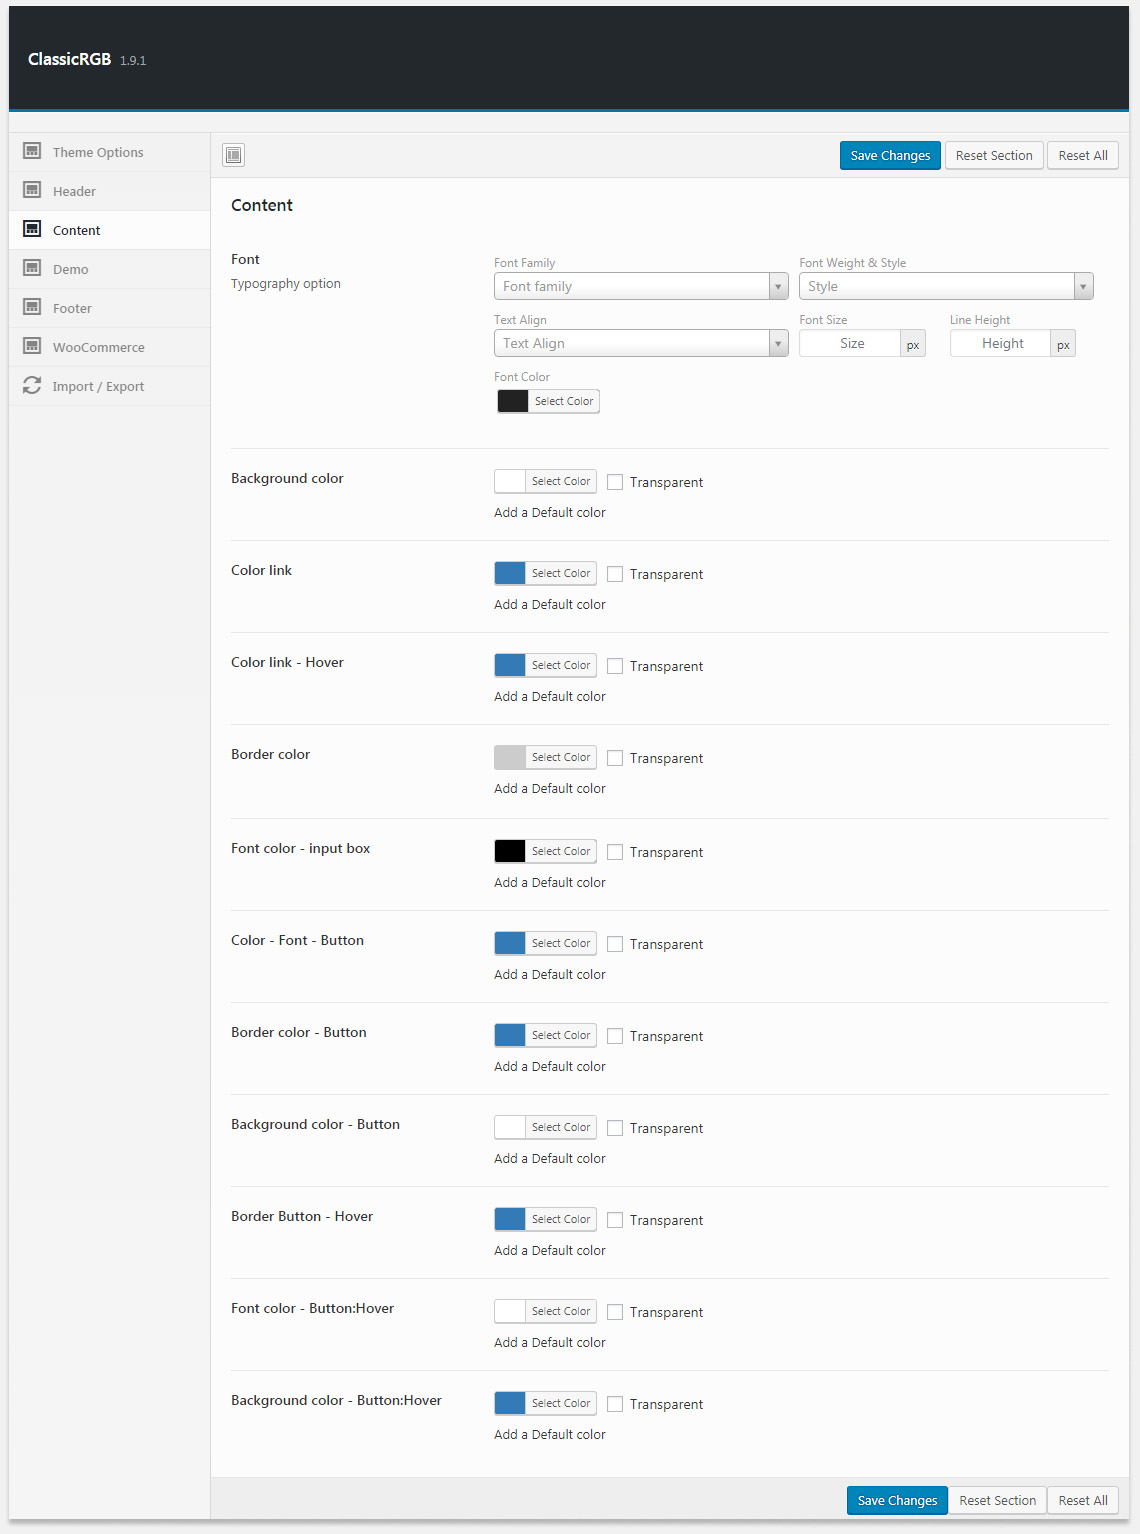 ClassicRGB 1.9.1
Theme Options
Header
Content
Demo
Footer
WooCommerce
Import / Export
Save Changes Reset Section Reset All
Content
Font
Typography option
Font Family Font Weight & Style
Font family Style
Text Align Font Size Line Height
Text Align Size px Height px
Font Color
Select Color
Background color Select Color Transparent
Add a Default color
Color link Select Color Transparent
Add a Default color
Color link - Hover Select Color Transparent
Add a Default color
Border color Select Color Transparent
Add a Default color
Font color - input box Select Color Transparent
Add a Default color
Color - Font - Button Select Color Transparent
Add a Default color
Border color - Button Select Color Transparent
Add a Default color
Background color - Button Select Color Transparent
Add a Default color
Border Button - Hover Select Color Transparent
Add a Default color
Font color - Button:Hover Select Color Transparent
Add a Default color
Background color - Button:Hover Select Color Transparent
Add a Default color
Save Changes Reset Section Reset All